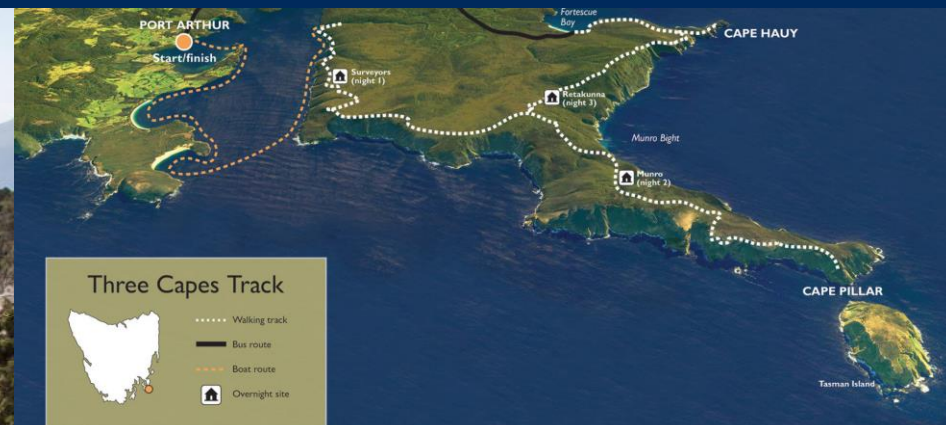 PORT ARTHUR
Start/finish
Fortescue
Bay
CAPE HAUY
Surveyors
(night 1)
Retakunna
(night 3)
Munro Bight
Munro
(night 2)
CAPE PILLAR
Tasman Island
Three Capes Track
Walking track
Bus route
Boat route
Overnight site